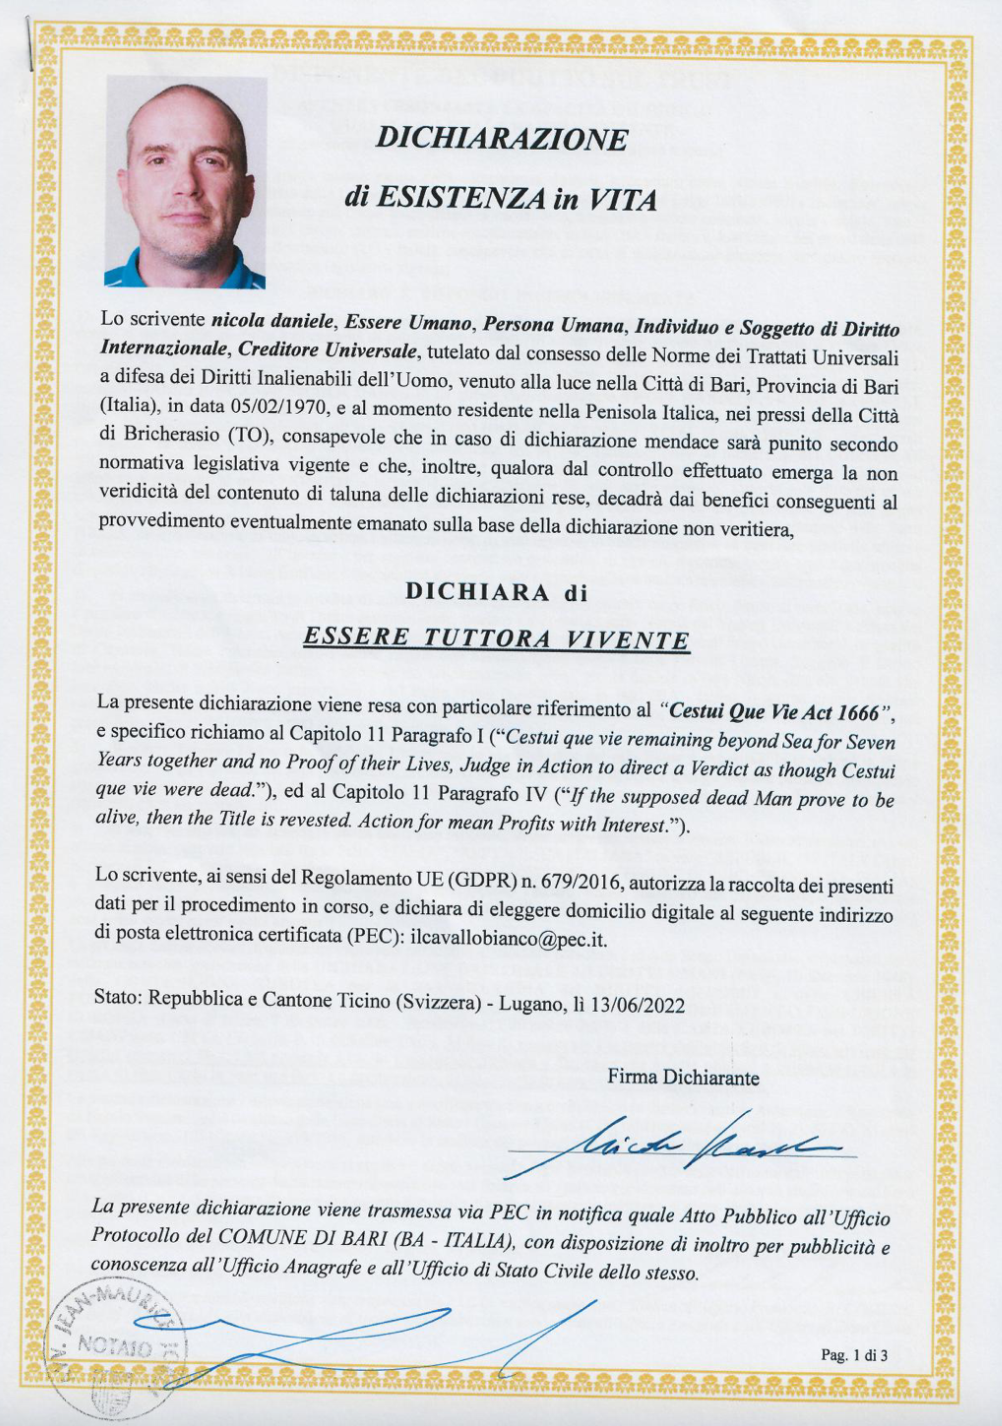 DICHIARAZIONE
di ESISTENZA in VITA
Lo scrivente nicola daniele, Essere Umano, Persona Umana, Individuo e Soggetto di Diritto
Internazionale, Creditore Universale, tutelato dal consesso delle Norme dei Trattati Universali
a difesa dei Diritti Inalienabili dell'Uomo, venuto alla luce nella Città di Bari, Provincia di Bari
(Italia), in data 05/02/1970, e al momento residente nella Penisola Italica, nei pressi della Città
di Bricherasio (TO), consapevole che in caso di dichiarazione mendace sarà punito secondo
normativa legislativa vigente e che, inoltre, qualora dal controllo effettuato emerga la non
veridicità del contenuto di taluna delle dichiarazioni rese, decadrà dai benefici conseguenti al
provvedimento eventualmente emanato sulla base della dichiarazione non veritiera,
DICHIARA di
ESSERE TUTTORA VIVENTE
La presente dichiarazione viene resa con particolare riferimento al "Cestui Que Vie Act 1666",
e specifico richiamo al Capitolo 11 Paragrafo I ("Cestui que vie remaining beyond Sea for Seven
Years together and no Proof of their Lives, Judge in Action to direct a Verdict as though Cestui
que vie were dead."), ed al Capitolo 11 Paragrafo IV ("If the supposed dead Man prove to be
alive, then the Title is revested. Action for mean Profits with Interest.").
Lo scrivente, ai sensi del Regolamento UE (GDPR) n. 679/2016, autorizza la raccolta dei presenti
dati per il procedimento in corso, e dichiara di eleggere domicilio digitale al seguente indirizzo
di posta elettronica certificata (PEC): ilcavallobianco@pec.it.
Stato: Repubblica e Cantone Ticino (Svizzera) - Lugano, lì 13/06/2022
Firma Dichiarante
La presente dichiarazione viene trasmessa via PEC in notifica quale Atto Pubblico all'Ufficio
Protocollo del COMUNE DI BARI (BA - ITALIA), con disposizione di inoltro per pubblicità e
conoscenza all'Ufficio Anagrafe e all'Ufficio di Stato Civile dello stesso.
JEAN-MAURICE
NOTAIO
Pag. 1 di 3